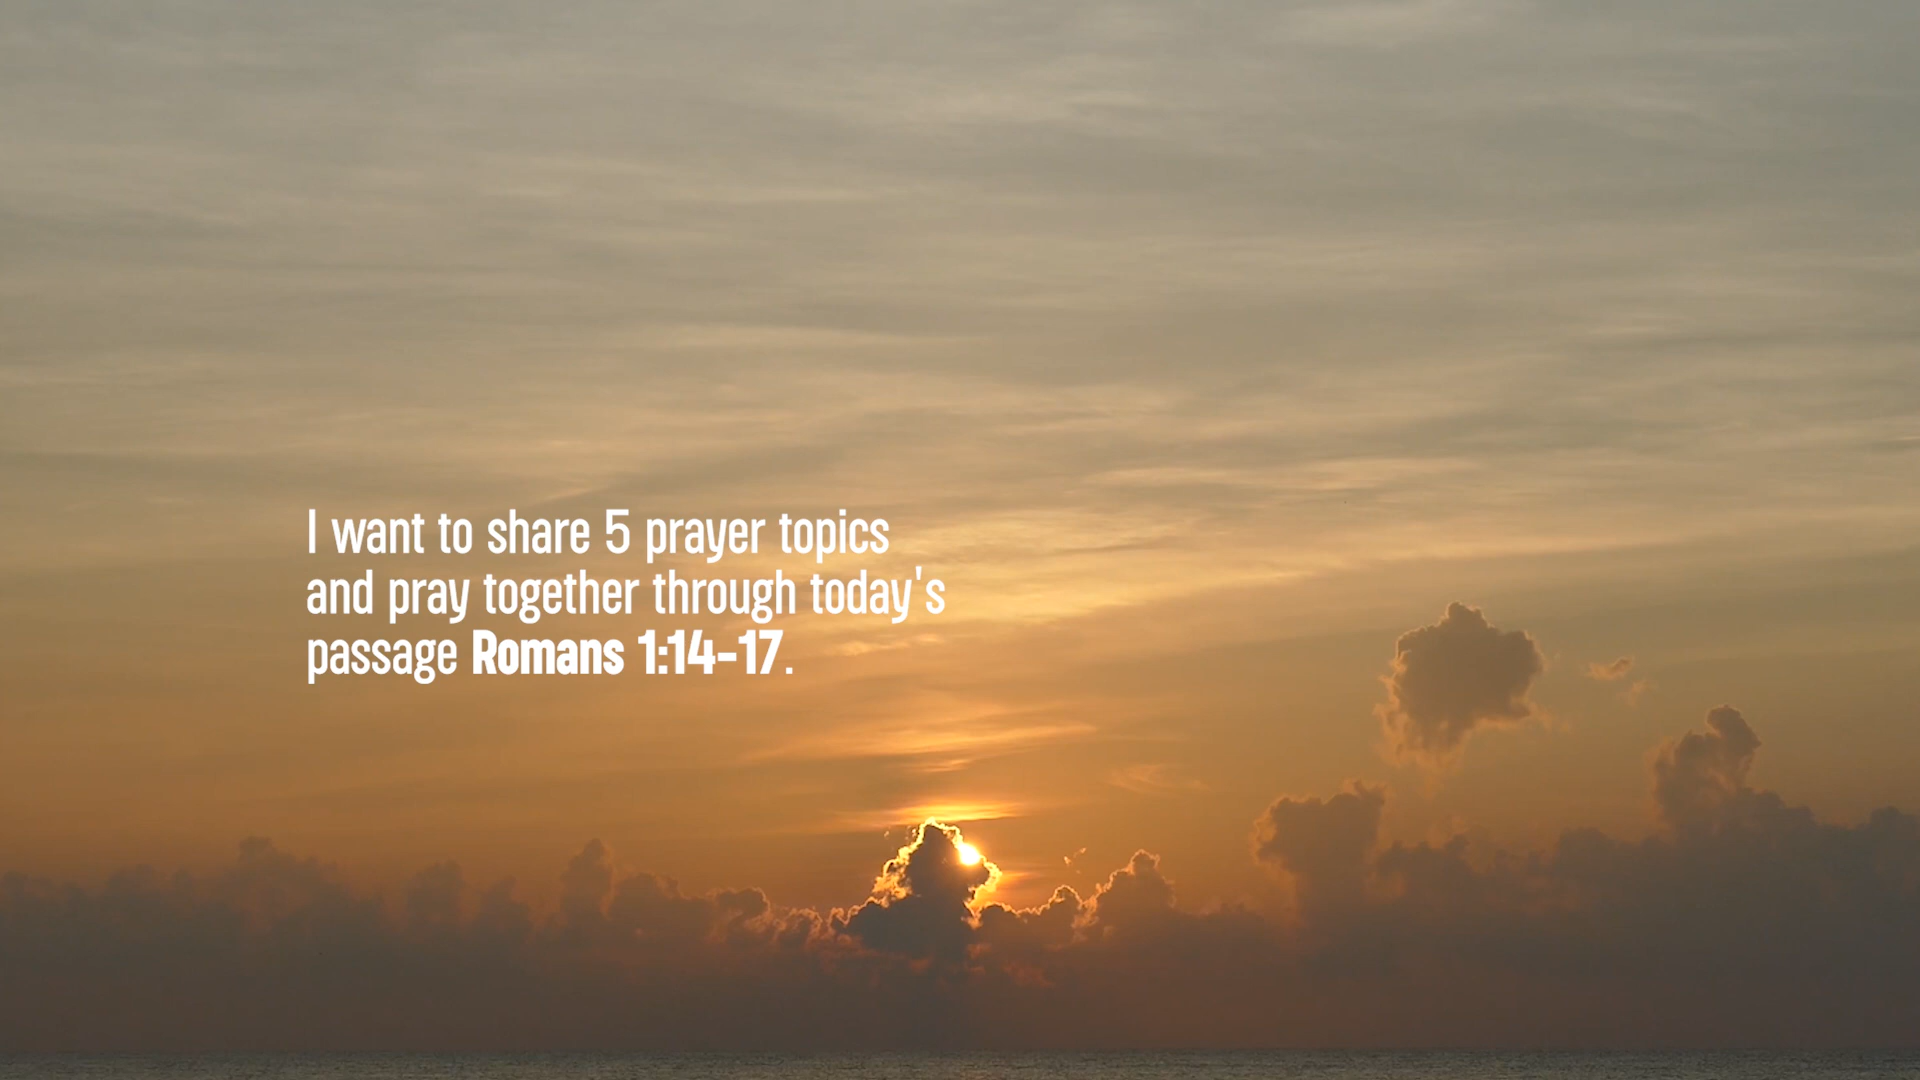 I want to share 5 prayer topics
and pray together through today's
passage Romans 1:14-17.